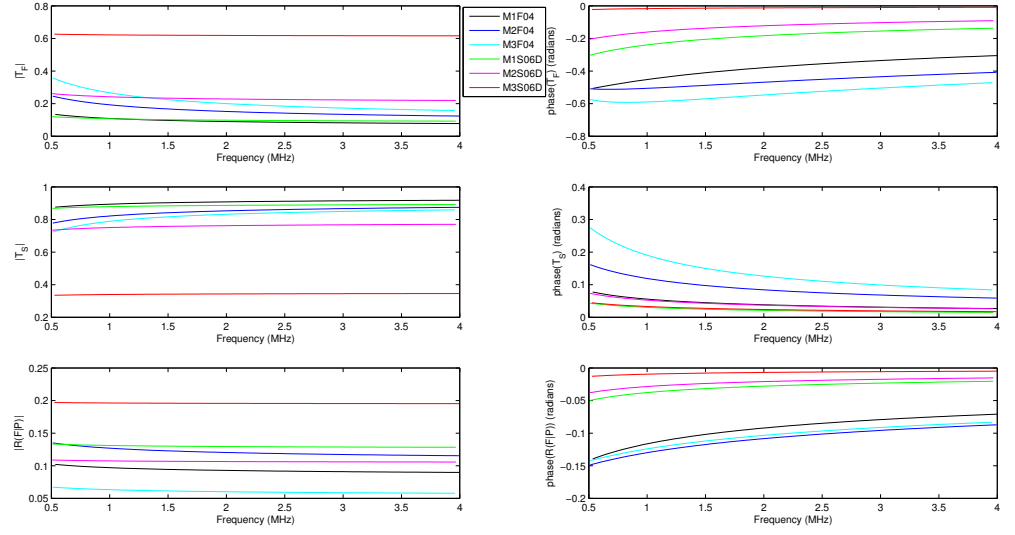 0.8
0.6
0.4
0.2
0
|T_F|
0.5 1 1.5 2 2.5 3 3.5 4
Frequency (MHz)
M1F04
M2F04
M3F04
M1S06D
M2S06D
M3S06D
0
−0.2
−0.4
−0.6
−0.8
phase(T_F) (radians)
0.5 1 1.5 2 2.5 3 3.5 4
Frequency (MHz)
1
0.8
0.6
0.4
0.2
|T_S|
0.5 1 1.5 2 2.5 3 3.5 4
Frequency (MHz)
0.4
0.3
0.2
0.1
0
phase(T_S) (radians)
0.5 1 1.5 2 2.5 3 3.5 4
Frequency (MHz)
0.25
0.2
0.15
0.1
0.05
|R(F|P)|
0.5 1 1.5 2 2.5 3 3.5 4
Frequency (MHz)
0
−0.05
−0.1
−0.15
−0.2
phase(R(F|P)) (radians)
0.5 1 1.5 2 2.5 3 3.5 4
Frequency (MHz)